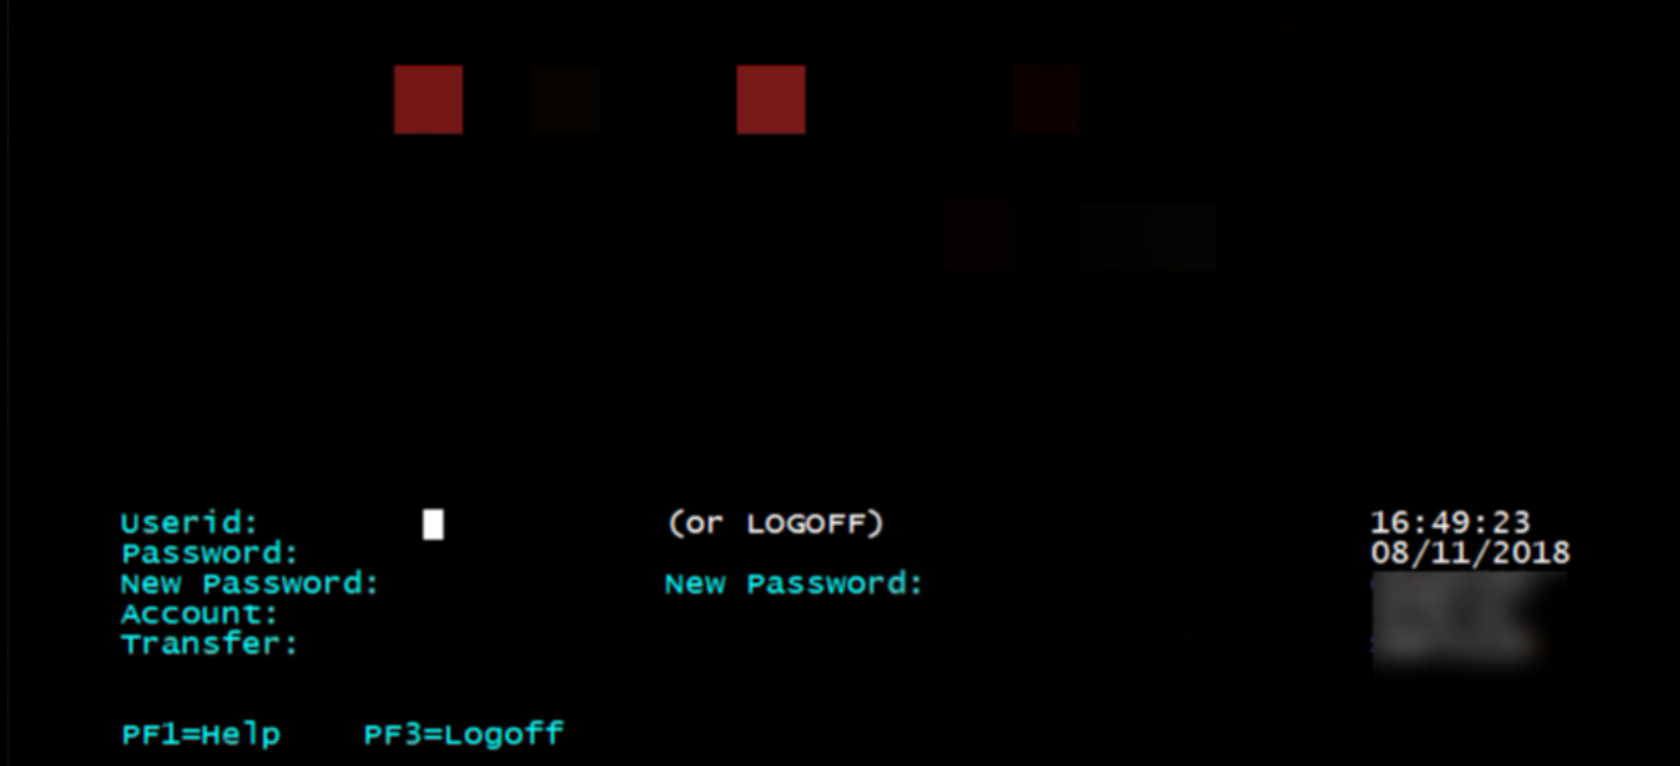 Userid: (or LOGOFF) 16:49:23
Password: 08/11/2018
New Password: New Password:
Account:
Transfer:
PF1=Help PF3=Logoff